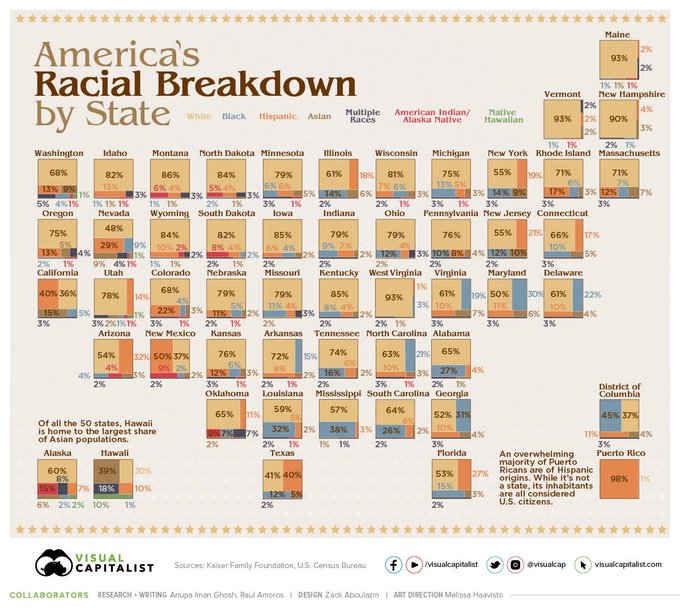 America's
Racial Breakdown
by State
White Blue Hispanic Asian Multiple Races American Indian/ Alaska Native Native Hawaiian
Maine
93%
2%
2%
1% 1% 1%
Vermont New Hampshire
93% 2% 2% 2% 90% 4% 3%
1% 1% 2% 1%
Washington Idaho Montana North Dakota Minnesota Illinois Wisconsin Michigan New York Rhode Island Massachusetts
68% 82% 86% 84% 79% 61% 18% 81% 75% 55% 19% 71% 71%
13% 9% 13% 6% 4% 4% 4% 6% 5% 14% 6% 7% 6% 13% 5% 14% 9% 16% 6% 12% 7%
5% 4% 1% 1% 1% 1% 3% 1% 1% 3% 3% 1% 2% 2% 3% 3% 3% 3% 3% 3% 7%
Oregon Nevada Wyoming South Dakota Iowa Indiana Ohio Pennsylvania New Jersey Connecticut
75% 48% 84% 82% 85% 79% 79% 76% 55% 21% 66% 17%
13% 5% 4% 29% 9% 10% 2% 8% 4% 6% 4% 9% 7% 12% 4% 10% 8% 4% 12% 10% 10% 5%
2% 1% 9% 4% 1% 1% 1% 2% 1% 2% 2% 2% 3% 2% 2% 2% 3%
California Utah Colorado Nebraska Missouri Kentucky West Virginia Virginia Maryland Delaware
40% 36% 78% 14% 68% 79% 79% 85% 93% 1% 3% 61% 19% 50% 30% 61% 22%
15% 5% 1% 22% 4% 3% 11% 5% 3% 11% 4% 2% 8% 4% 2% 10% 7% 11% 6% 10% 4%
3% 3% 2% 1% 1% 3% 1% 2% 1% 2% 2% 1% 3% 3% 3%
Arizona New Mexico Kansas Arkansas Tennessee North Carolina Alabama
54% 32% 50% 37% 76% 72% 15% 74% 63% 21% 65%
4% 4% 9% 2% 2% 12% 6% 3% 8% 16% 6% 2% 10% 3% 27% 4%
2% 3% 2% 1% 3% 1% 2% 3% 1% 2% 1%
Oklahoma Louisiana Mississippi South Carolina Georgia
65% 11% 59% 5% 57% 64% 6% 52% 31%
8% 7% 7% 32% 2% 38% 3% 26% 2% 10% 4%
2% 2% 1% 1% 1% 2% 3%
District of
Columbia
45% 37%
11% 4%
3%
Of all the 50 states, Hawaii
is home to the largest share
of Asian populations.
Alaska Hawaii Texas Florida
60% 39% 20% 41% 40% 53% 27%
8% 15% 7% 18% 10% 12% 5% 15% 3%
6% 2% 2% 10% 1% 2% 2%
An overwhelming
majority of Puerto
Ricans are of Hispanic
origins. While it's not
a state, its inhabitants
are all considered
U.S. citizens.
Puerto Rico
98% 1%
VISUAL
CAPITALIST
Sources: Kaiser Family Foundation, U.S. Census Bureau
/visualcapitalist @visualcap visualcapitalist.com
COLLABORATORS RESEARCH + WRITING Anupa Iman Ghosh, Raul Amoros | DESIGN Zack Aboulazm | ART DIRECTION Melissa Haavisto